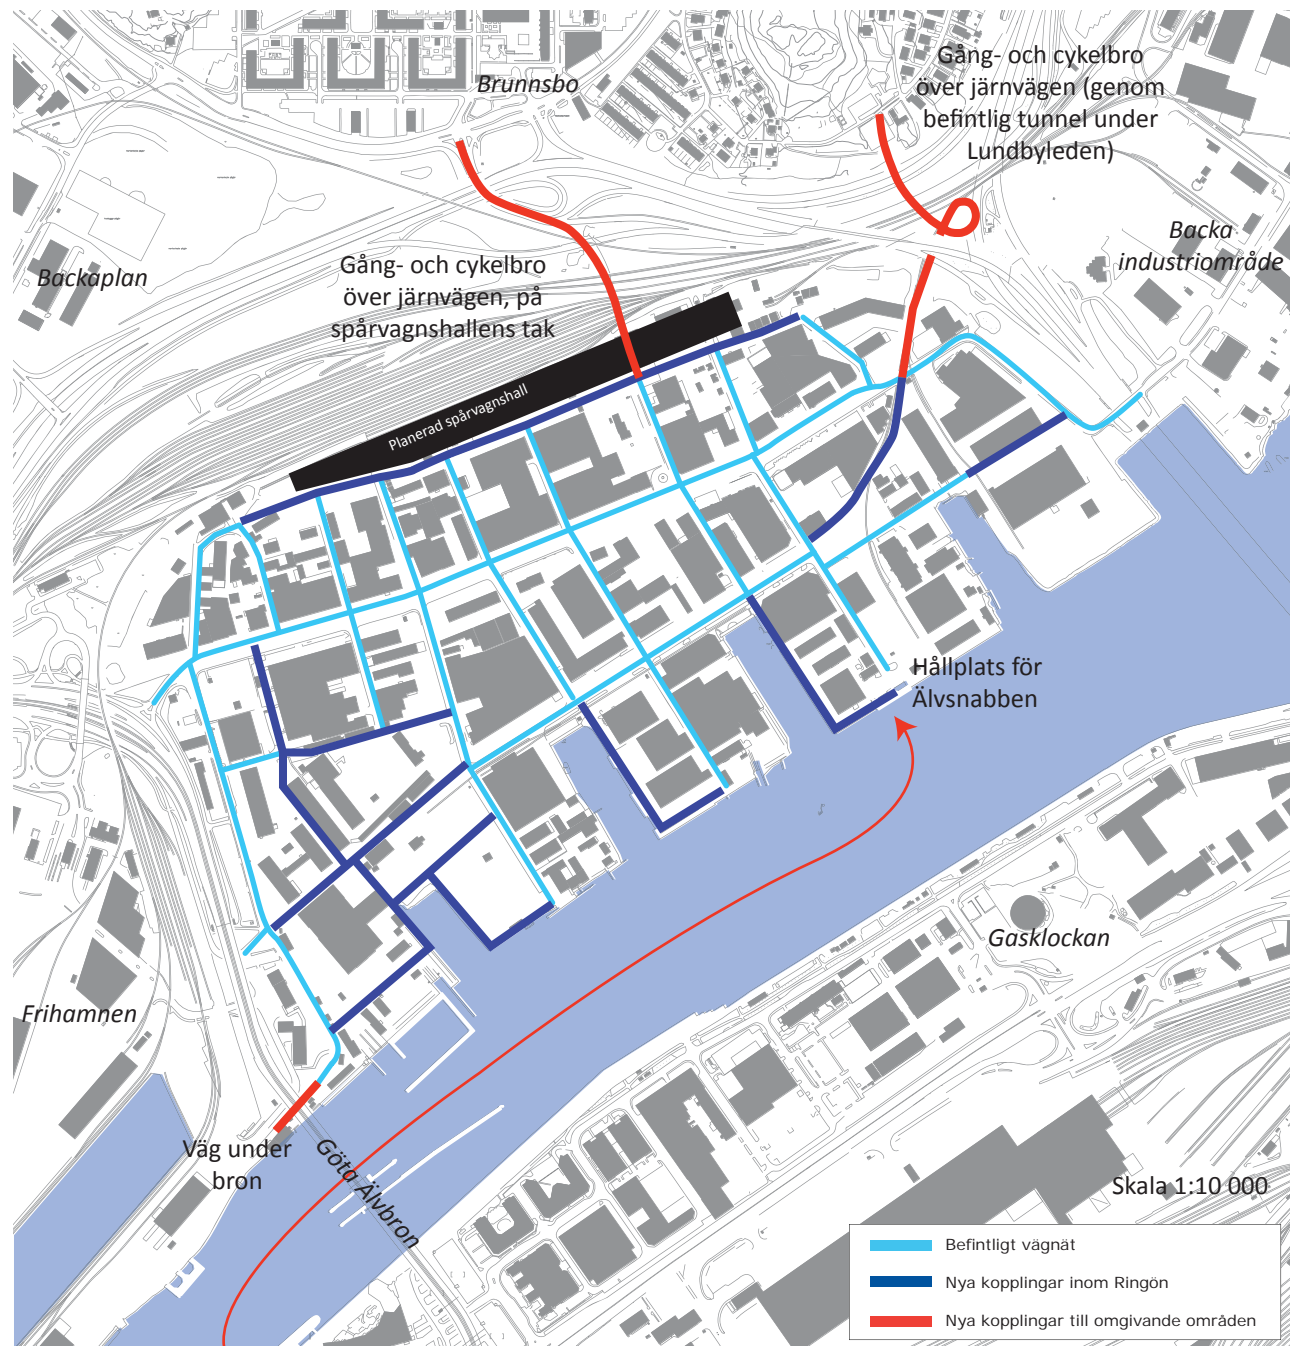 Brunnsbo
Gång- och cykelbro
över järnvägen (genom
befintlig tunnel under
Lundbyleden)
Backa
industriområde
Backaplan
Gång- och cykelbro
över järnvägen, på
spårvagnshallens tak
Planerad spårvagnshall
Hållplats för
Älvsnabben
Gasklockan
Frihamnen
Väg under
bron
Göta Älvbron
Skala 1:10 000
Befintligt vägnät
Nya kopplingar inom Ringön
Nya kopplingar till omgivande områden